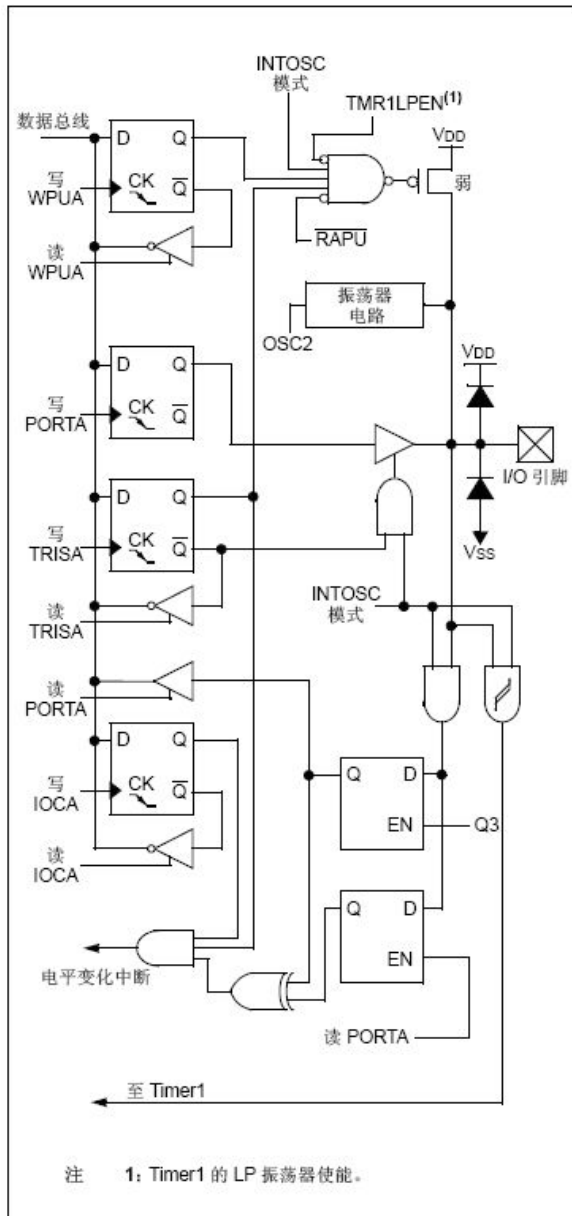 INTOSC
模式
TMR1LPEN(1)
数据总线
D Q
VDD
写
WPUA
CK Q
弱
读
WPUA
RAPU
振荡器
电路
OSC2
D Q
VDD
写
PORTA
CK Q
I/O 引脚
D Q
写
TRISA
CK Q
VSS
读
TRISA
INTOSC
模式
读
PORTA
D Q
写
IOCA
CK Q
Q D
EN
Q3
读
IOCA
Q D
EN
电平变化中断
读 PORTA
至 Timer1
注 1: Timer1 的 LP 振荡器使能。